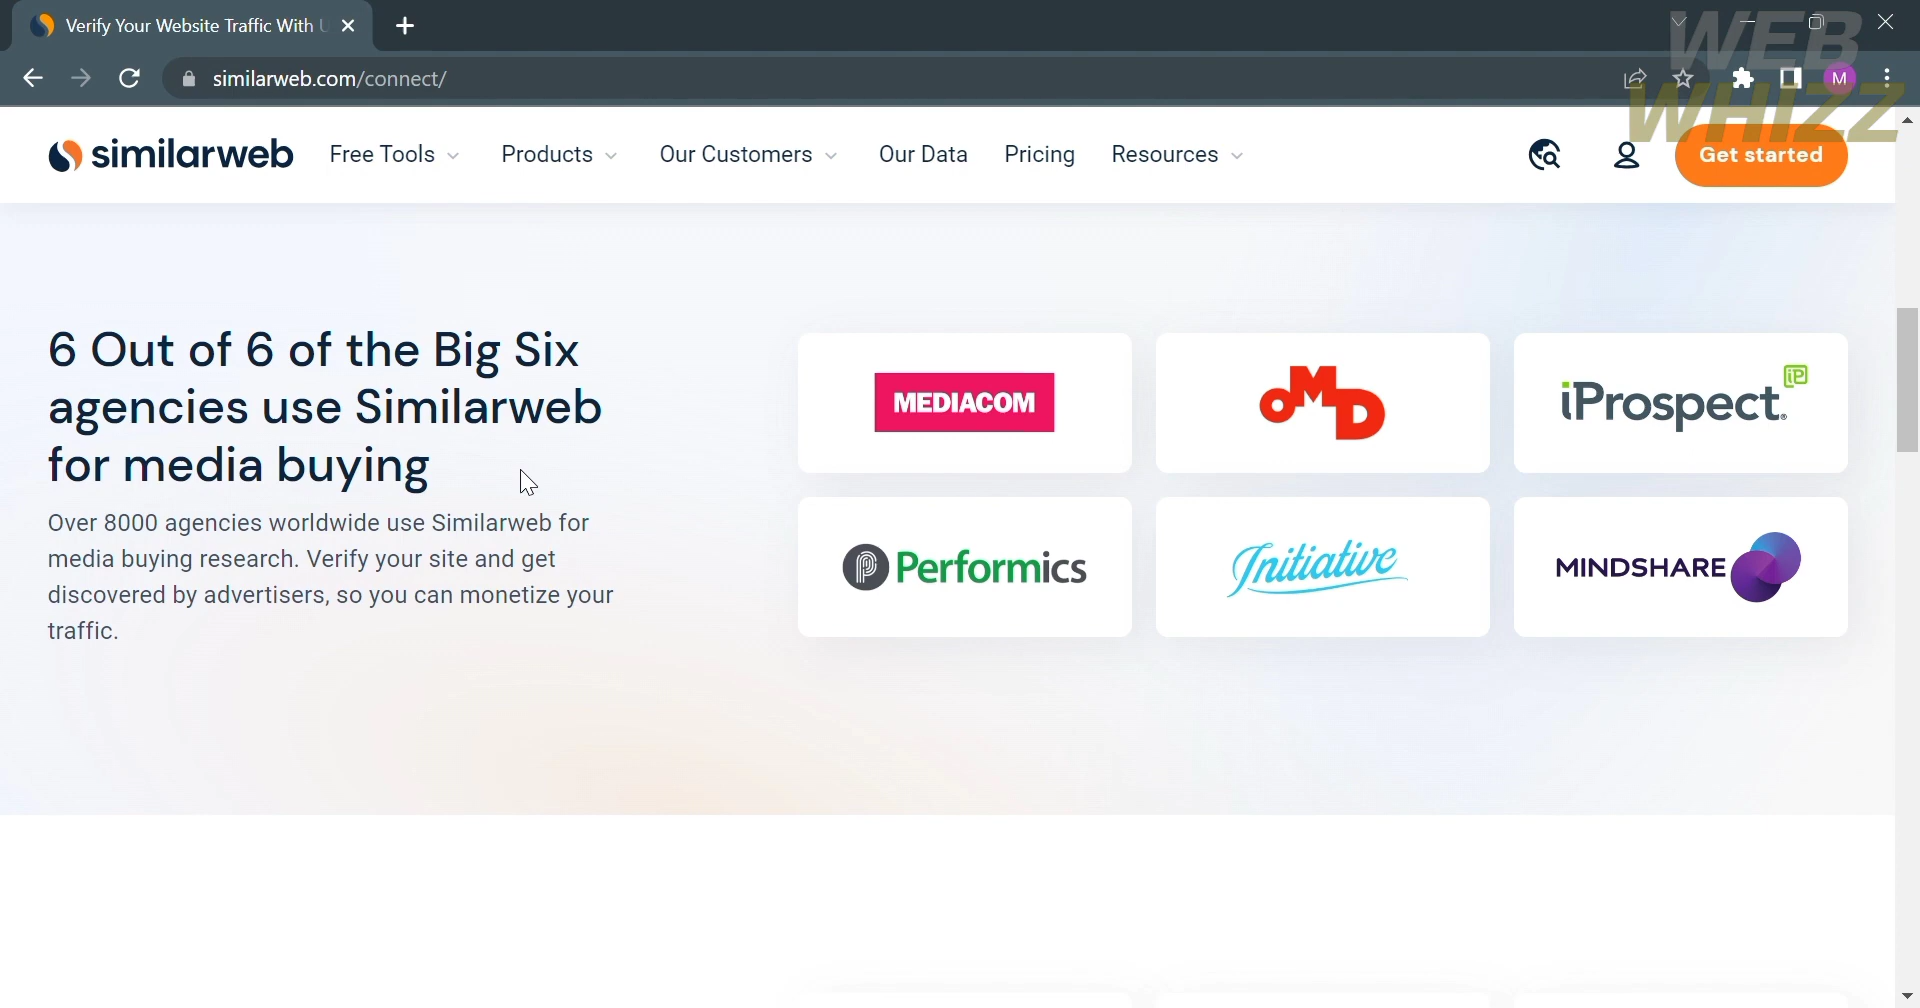 Verify Your Website Traffic With U
similarweb.com/connect/
M
WEB
WHIZZ
similarweb
Free Tools
Products
Our Customers
Our Data
Pricing
Resources
Get started
6 Out of 6 of the Big Six
agencies use Similarweb
for media buying
Over 8000 agencies worldwide use Similarweb for
media buying research. Verify your site and get
discovered by advertisers, so you can monetize your
traffic.
MEDIACOM
OMD
iProspect
iP
Performics
Initiative
MINDSHARE